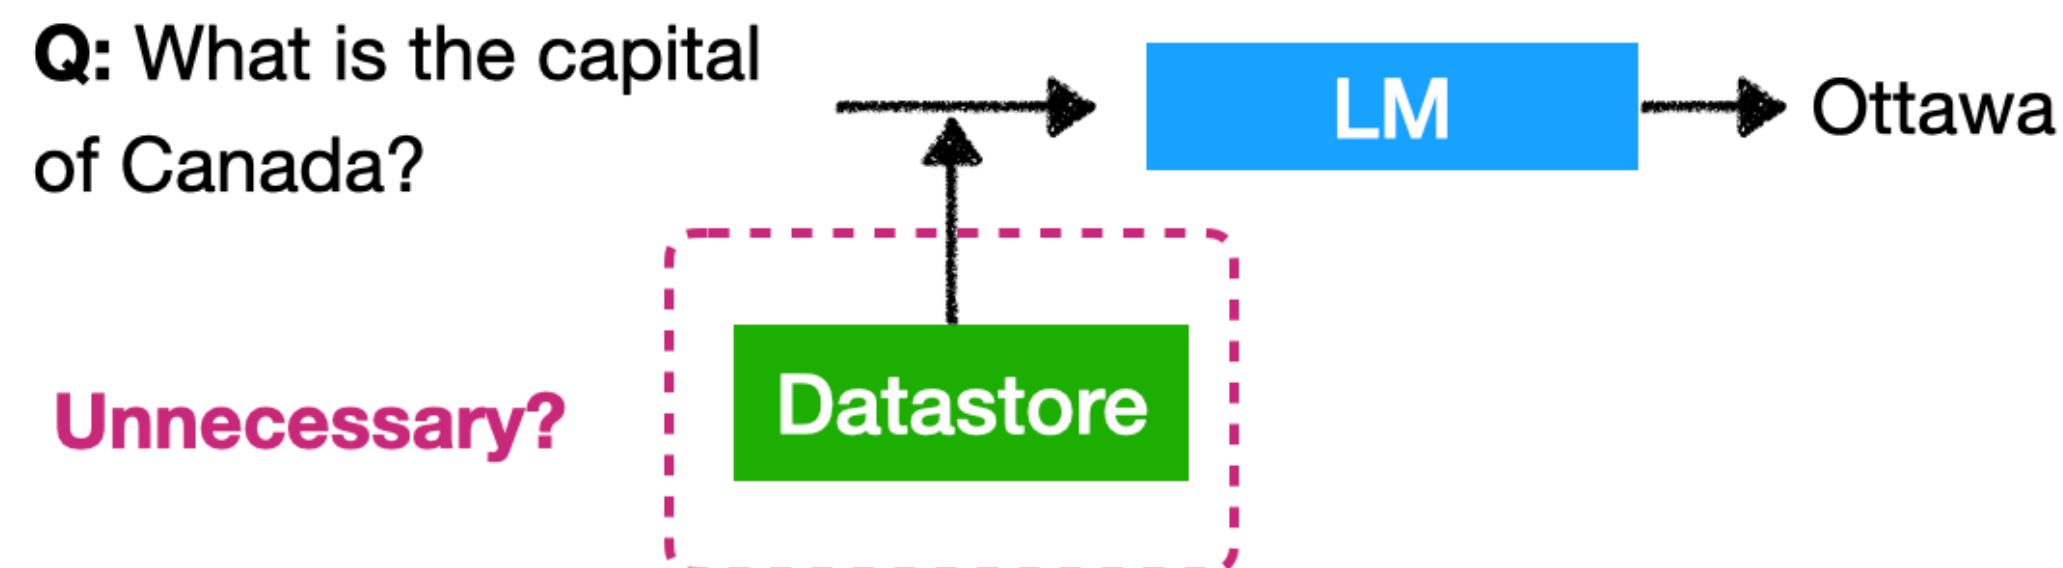 Q: What is the capital
of Canada?
LM
Ottawa
Unnecessary?
Datastore